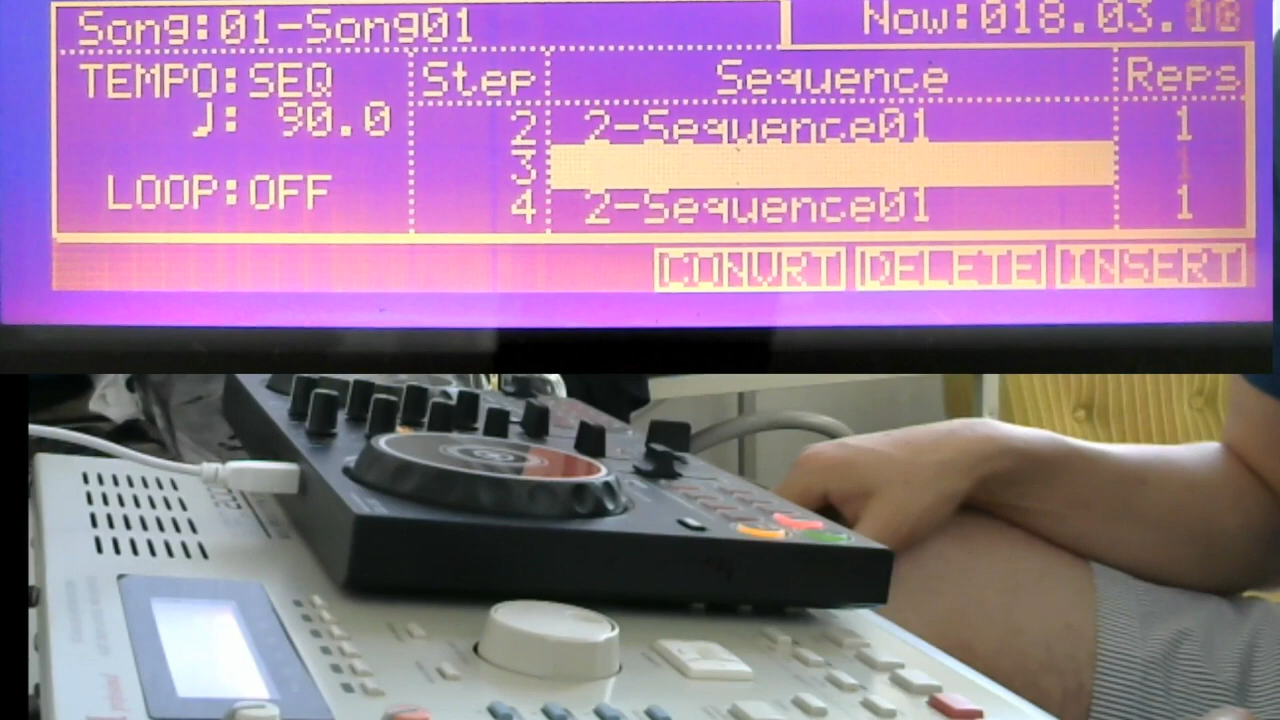 Song:01-Song01
Now:018.03.
TEMPO:SEQ
Step
Sequence
Reps
♩: 90.0
2
2-Sequence01
1
3
1
LOOP:OFF
4
2-Sequence01
1
CONVRT
DELETE
INSERT